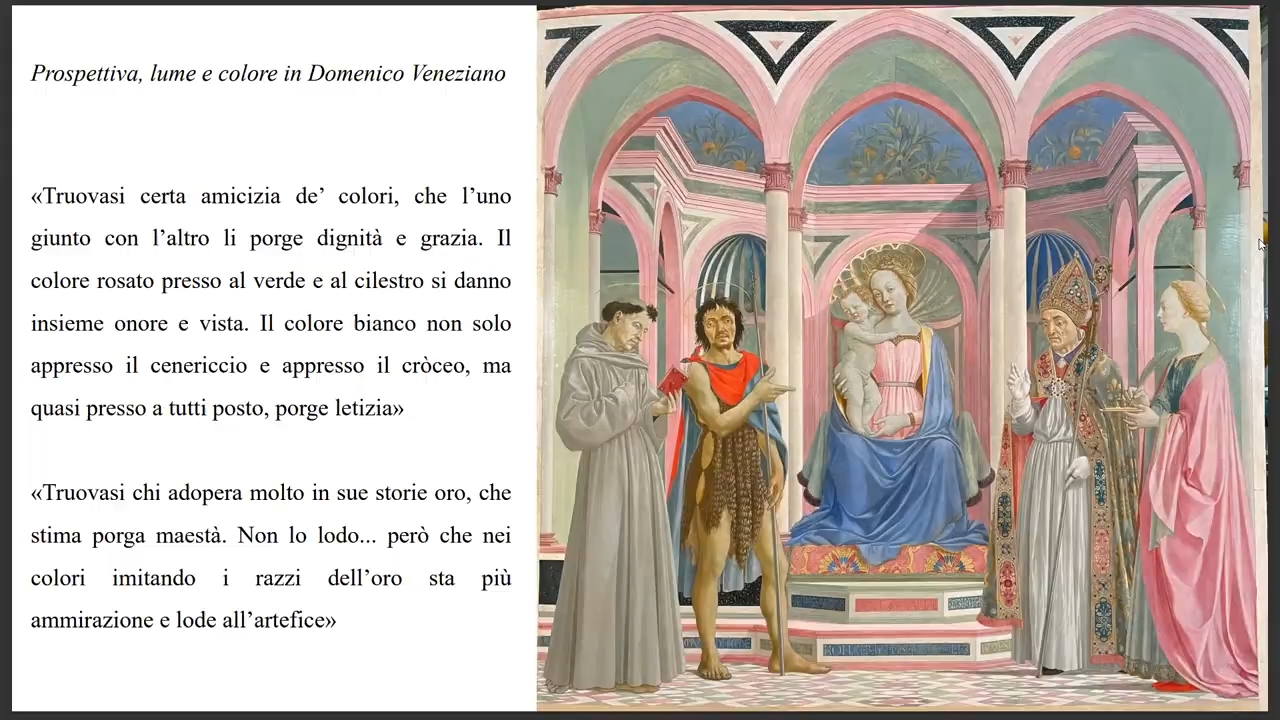 Prospettiva, lume e colore in Domenico Veneziano
«Truovasi certa amicizia de’ colori, che l’uno
giunto con l’altro li porge dignità e grazia. Il
colore rosato presso al verde e al cilestro si danno
insieme onore e vista. Il colore bianco non solo
appresso il cenericcio e appresso il cròceo, ma
quasi presso a tutti posto, porge letizia»
«Truovasi chi adopera molto in sue storie oro, che
stima porga maestà. Non lo lodo... però che nei
colori imitando i razzi dell’oro sta più
ammirazione e lode all’artefice»